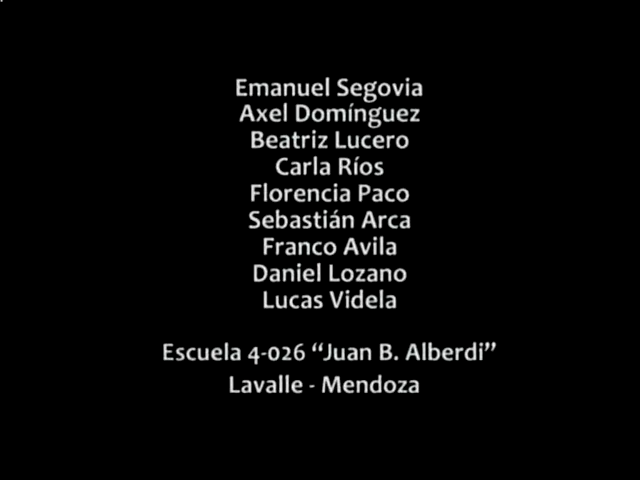 Emanuel Segovia
Axel Domínguez
Beatriz Lucero
Carla Ríos
Florencia Paco
Sebastián Arca
Franco Avila
Daniel Lozano
Lucas Videla
Escuela 4-026 “Juan B. Alberdi”
Lavalle - Mendoza